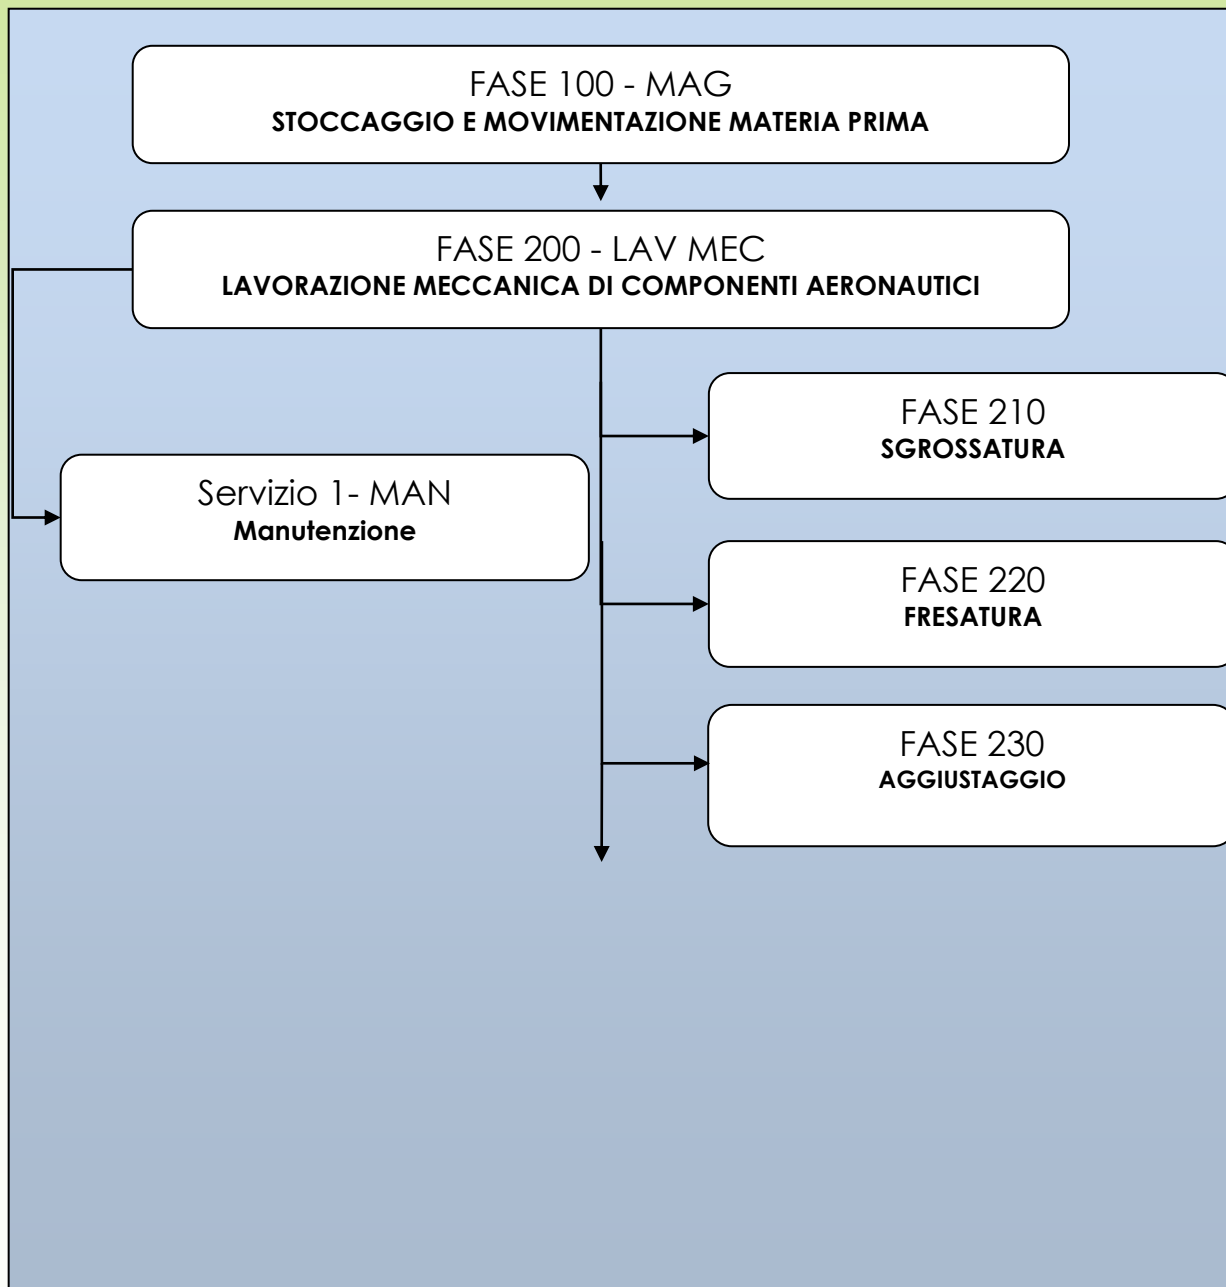 FASE 100 - MAG
STOCCAGGIO E MOVIMENTAZIONE MATERIA PRIMA
FASE 200 - LAV MEC
LAVORAZIONE MECCANICA DI COMPONENTI AERONAUTICI
FASE 210
SGROSSATURA
Servizio 1- MAN
Manutenzione
FASE 220
FRESATURA
FASE 230
AGGIUSTAGGIO